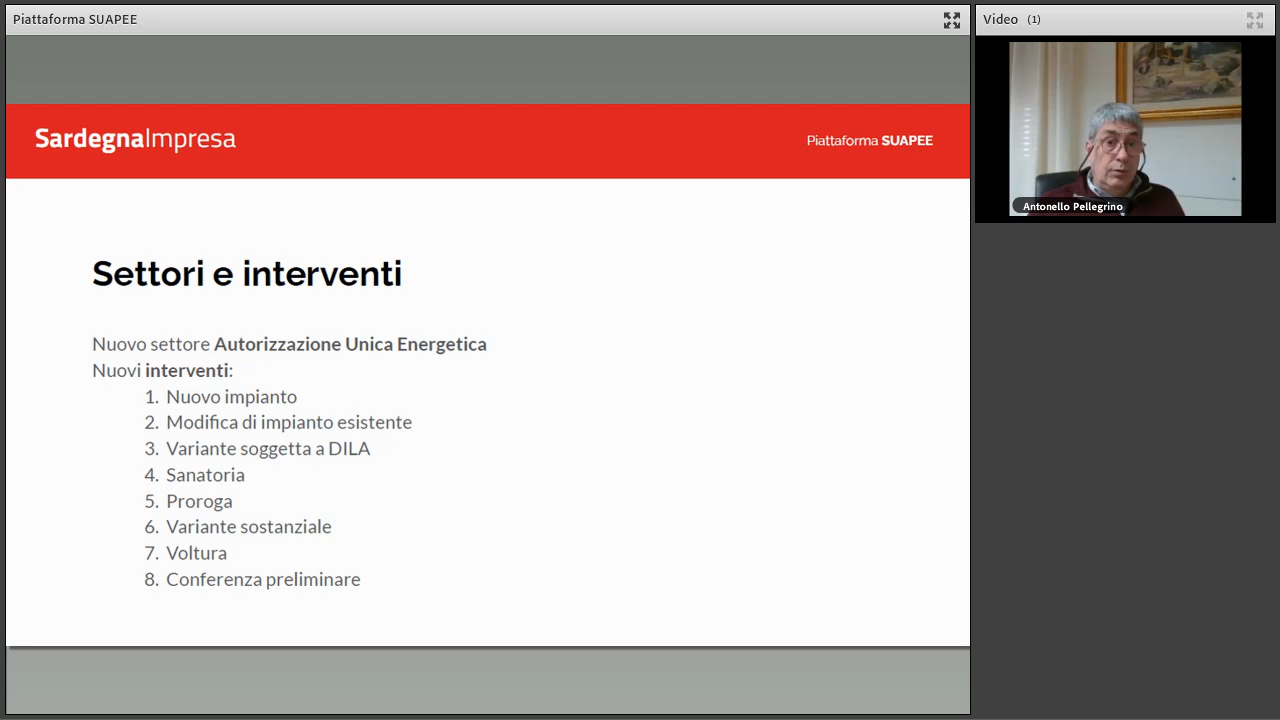 Piattaforma SUAPEE
Video (1)
SardegnaImpresa
Piattaforma SUAPEE
Antonello Pellegrino
Settori e interventi
Nuovo settore Autorizzazione Unica Energetica
Nuovi interventi:
1. Nuovo impianto
2. Modifica di impianto esistente
3. Variante soggetta a DILA
4. Sanatoria
5. Proroga
6. Variante sostanziale
7. Voltura
8. Conferenza preliminare